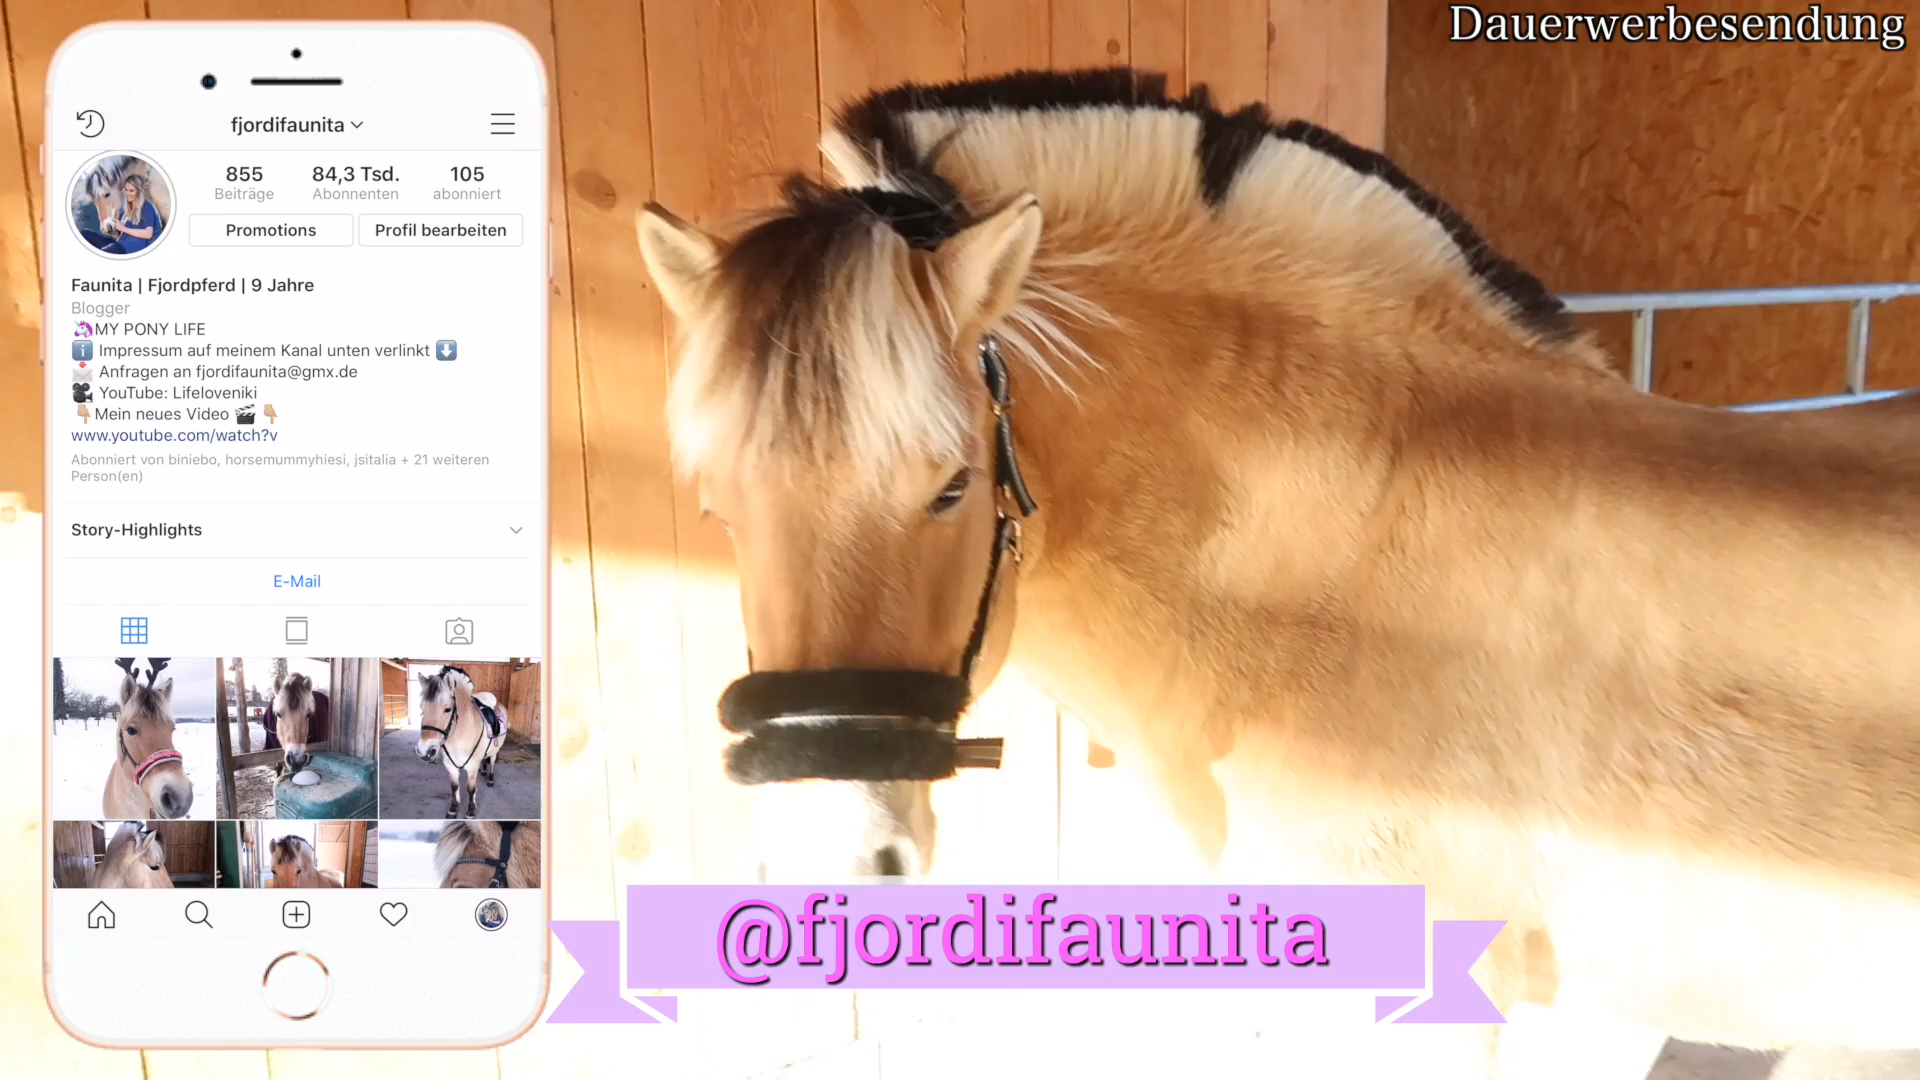 Dauerwerbesendung
fjordifaunita
855 84,3 Tsd. 105
Beiträge Abonnenten abonniert
Promotions Profil bearbeiten
Faunita | Fjordpferd | 9 Jahre
Blogger
🦄MY PONY LIFE
ℹ️ Impressum auf meinem Kanal unten verlinkt ⬇️
📩 Anfragen an fjordifaunita@gmx.de
🎥 YouTube: Lifeloveniki
👇🏼Mein neues Video 🎬👇🏼
www.youtube.com/watch?v
Abonniert von biniebo, horsemummyhiesi, jsitalia + 21 weiteren
Person(en)
Story-Highlights
E-Mail
@fjordifaunita